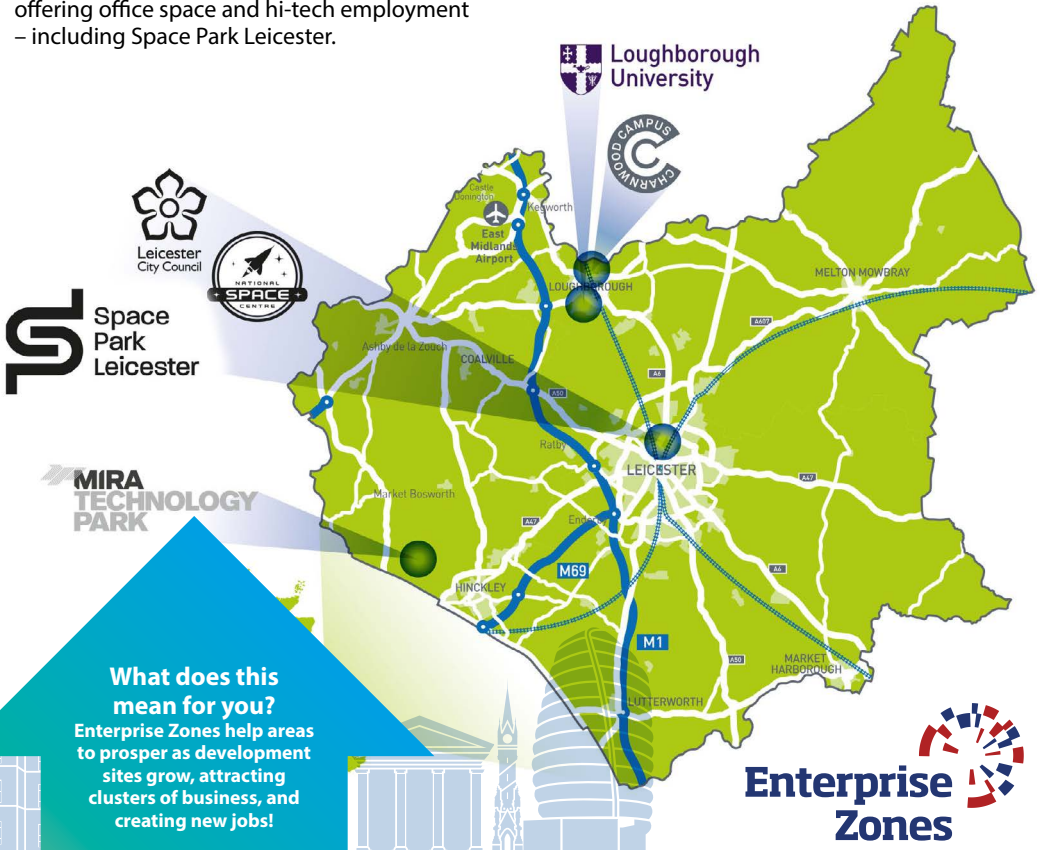 offering office space and hi-tech employment
– including Space Park Leicester.
Loughborough
University
CHARNWOOD CAMPUS
Leicester
City Council
NATIONAL
SPACE
CENTRE
Space
Park
Leicester
MIRA
TECHNOLOGY
PARK
Castle
Donington
Kegworth
East
Midlands
Airport
LOUGHBOROUGH
MELTON MOWBRAY
A607
Ashby de la Zouch
COALVILLE
A6
A50
Ratby
LEICESTER
A47
Market Bosworth
A47
Enderby
M69
A6
HINCKLEY
M1
A50
MARKET
HARBOROUGH
LUTTERWORTH
What does this
mean for you?
Enterprise Zones help areas
to prosper as development
sites grow, attracting
clusters of business, and
creating new jobs!
Enterprise
Zones